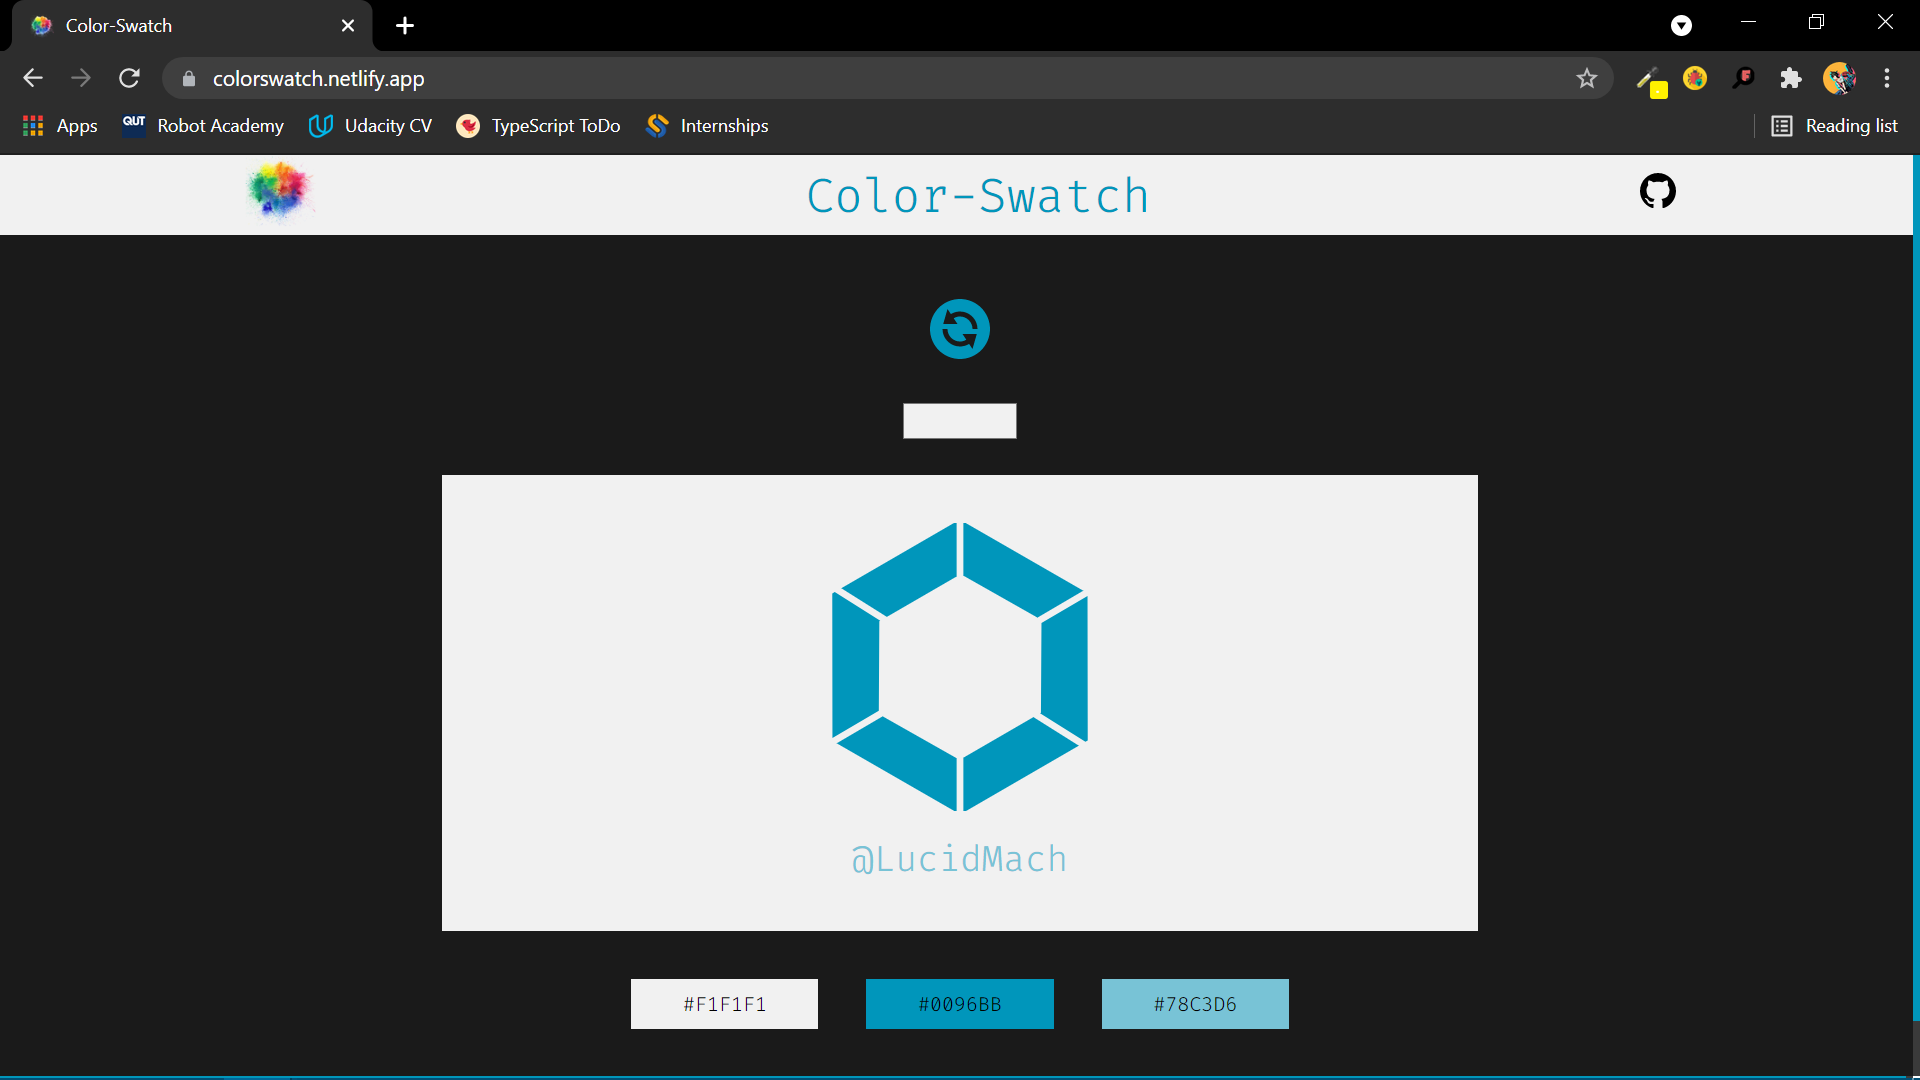 Color-Swatch
colorswatch.netlify.app
Apps QUT Robot Academy Udacity CV TypeScript ToDo Internships Reading list
Color-Swatch
@LucidMach
#F1F1F1 #0096BB #78C3D6